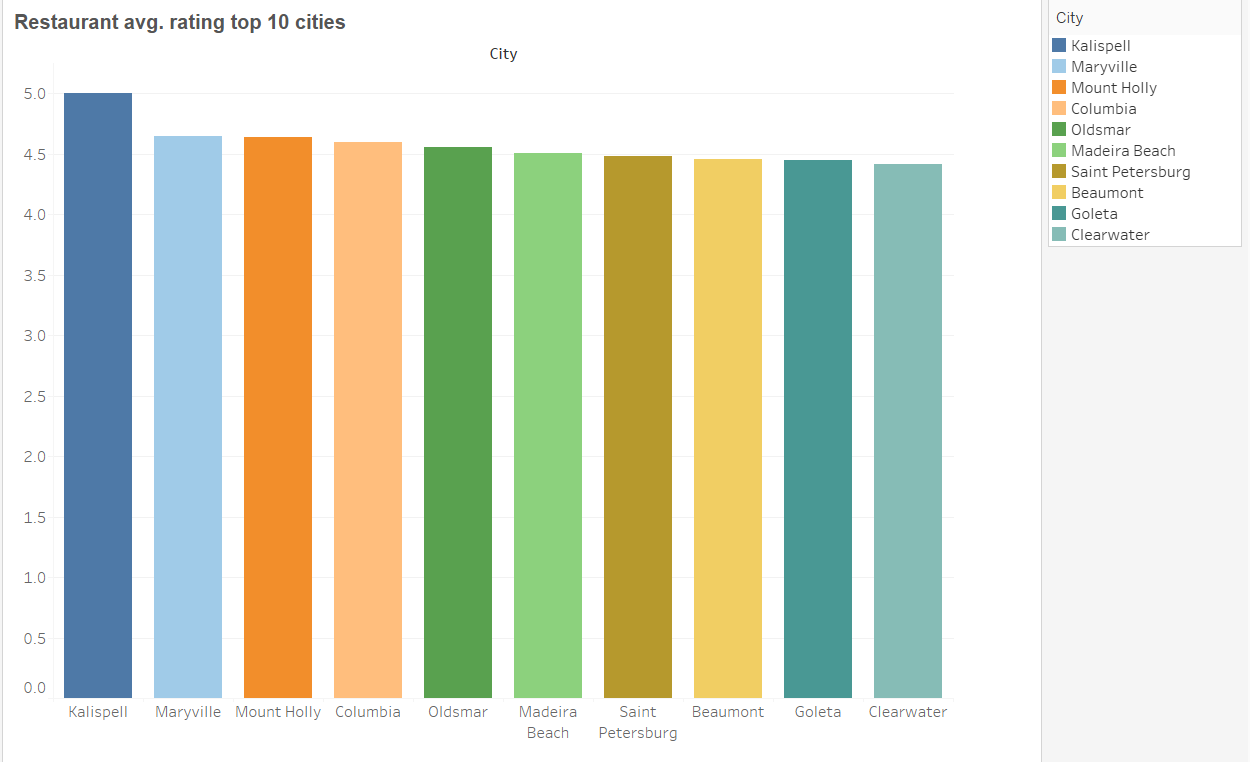 Restaurant avg. rating top 10 cities
City
5.0
4.5
4.0
3.5
3.0
2.5
2.0
1.5
1.0
0.5
0.0
Kalispell
Maryville
Mount Holly
Columbia
Oldsmar
Madeira
Beach
Saint
Petersburg
Beaumont
Goleta
Clearwater
City
Kalispell
Maryville
Mount Holly
Columbia
Oldsmar
Madeira Beach
Saint Petersburg
Beaumont
Goleta
Clearwater